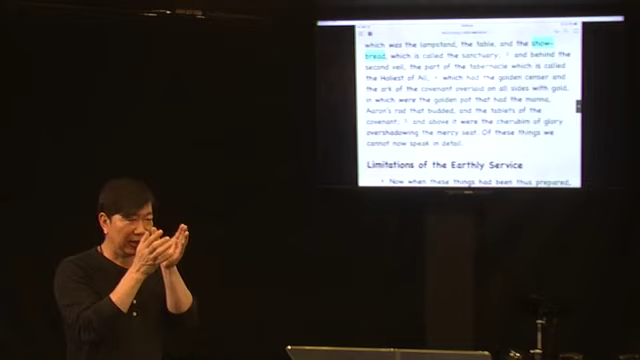 which was the lampstand, the table, and the show-
bread, which is called the sanctuary; 3 and behind the
second veil, the part of the tabernacle which is called
the Holiest of All, 4 which had the golden censer and
the ark of the covenant overlaid on all sides with gold,
in which were the golden pot that had the manna,
Aaron's rod that budded, and the tablets of the
covenant; 5 and above it were the cherubim of glory
overshadowing the mercy seat. Of these things we
cannot now speak in detail.
Limitations of the Earthly Service
6 Now when these things had been thus prepared,